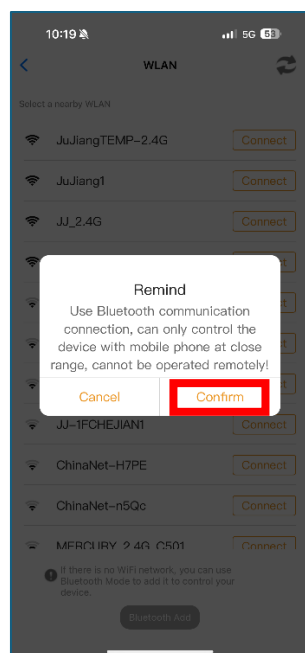 10:19
5G 53
WLAN
Select a nearby WLAN
JuJiangTEMP-2.4G Connect
JuJiang1 Connect
JJ_2.4G Connect
Remind
Use Bluetooth communication
connection, can only control the
device with mobile phone at close
range, cannot be operated remotely!
Cancel Confirm
JJ-1FCHEJIAN1 Connect
ChinaNet-H7PE Connect
ChinaNet-n5Qc Connect
MERCURY_2.4G_C501 Connect
If there is no WiFi network, you can use
Bluetooth Mode to add it to control your
device.
Bluetooth Add